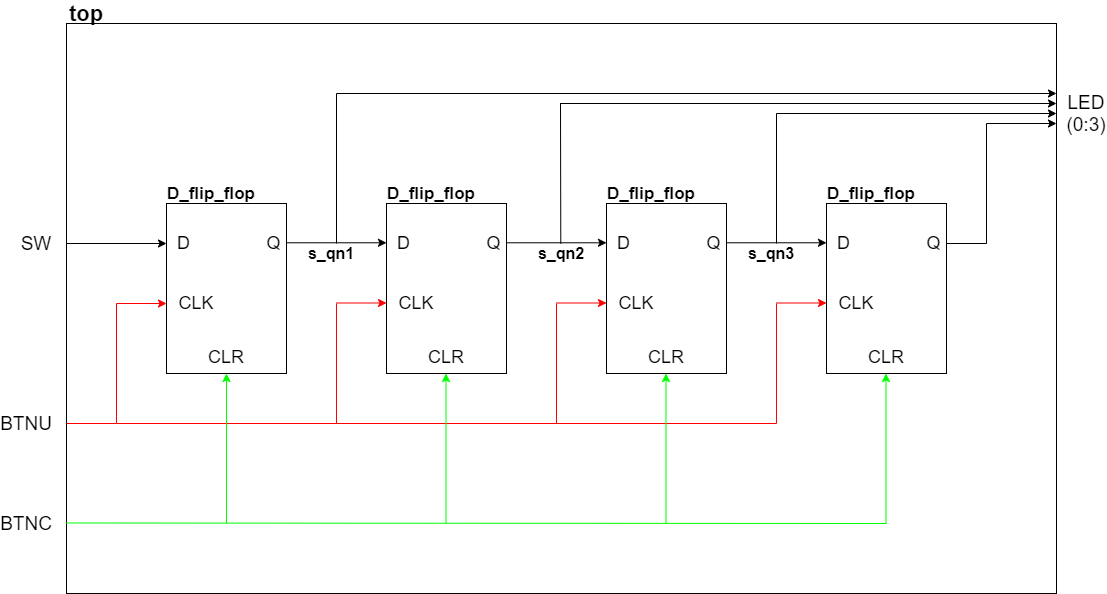 top
LED
(0:3)
D_flip_flop
D_flip_flop
D_flip_flop
D_flip_flop
SW
D
Q
s_qn1
D
Q
s_qn2
D
Q
s_qn3
D
Q
CLK
CLK
CLK
CLK
CLR
CLR
CLR
CLR
BTNU
BTNC